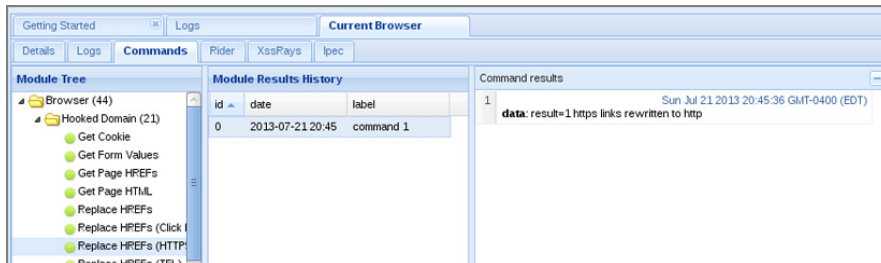 Getting Started Logs Current Browser
Details Logs Commands Rider XssRays Ipec
Module Tree
Browser (44)
Hooked Domain (21)
Get Cookie
Get Form Values
Get Page HREFs
Get Page HTML
Replace HREFs
Replace HREFs (Click
Replace HREFs (HTTPS
Replace HREFs (TEL)
Module Results History
id date label
0 2013-07-21 20:45 command 1
Command results
1 Sun Jul 21 2013 20:45:36 GMT-0400 (EDT)
data: result=1 https links rewritten to http